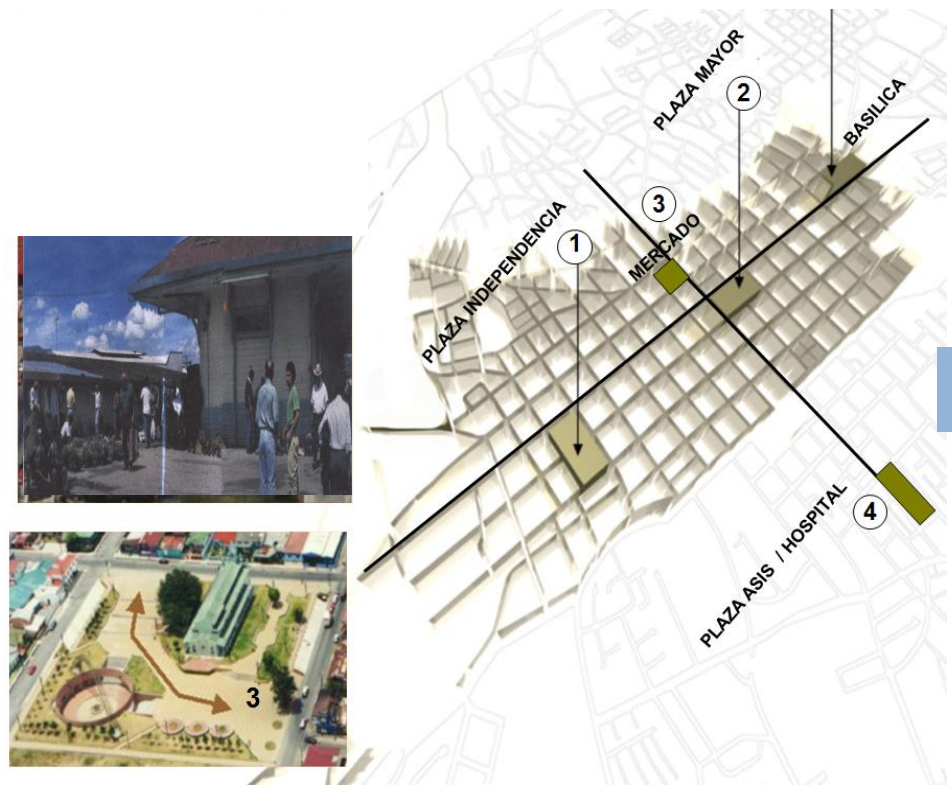 PLAZA MAYOR
2
BASILICA
3
MERCADO
PLAZA INDEPENDENCIA
1
4
PLAZA ASIS / HOSPITAL
3